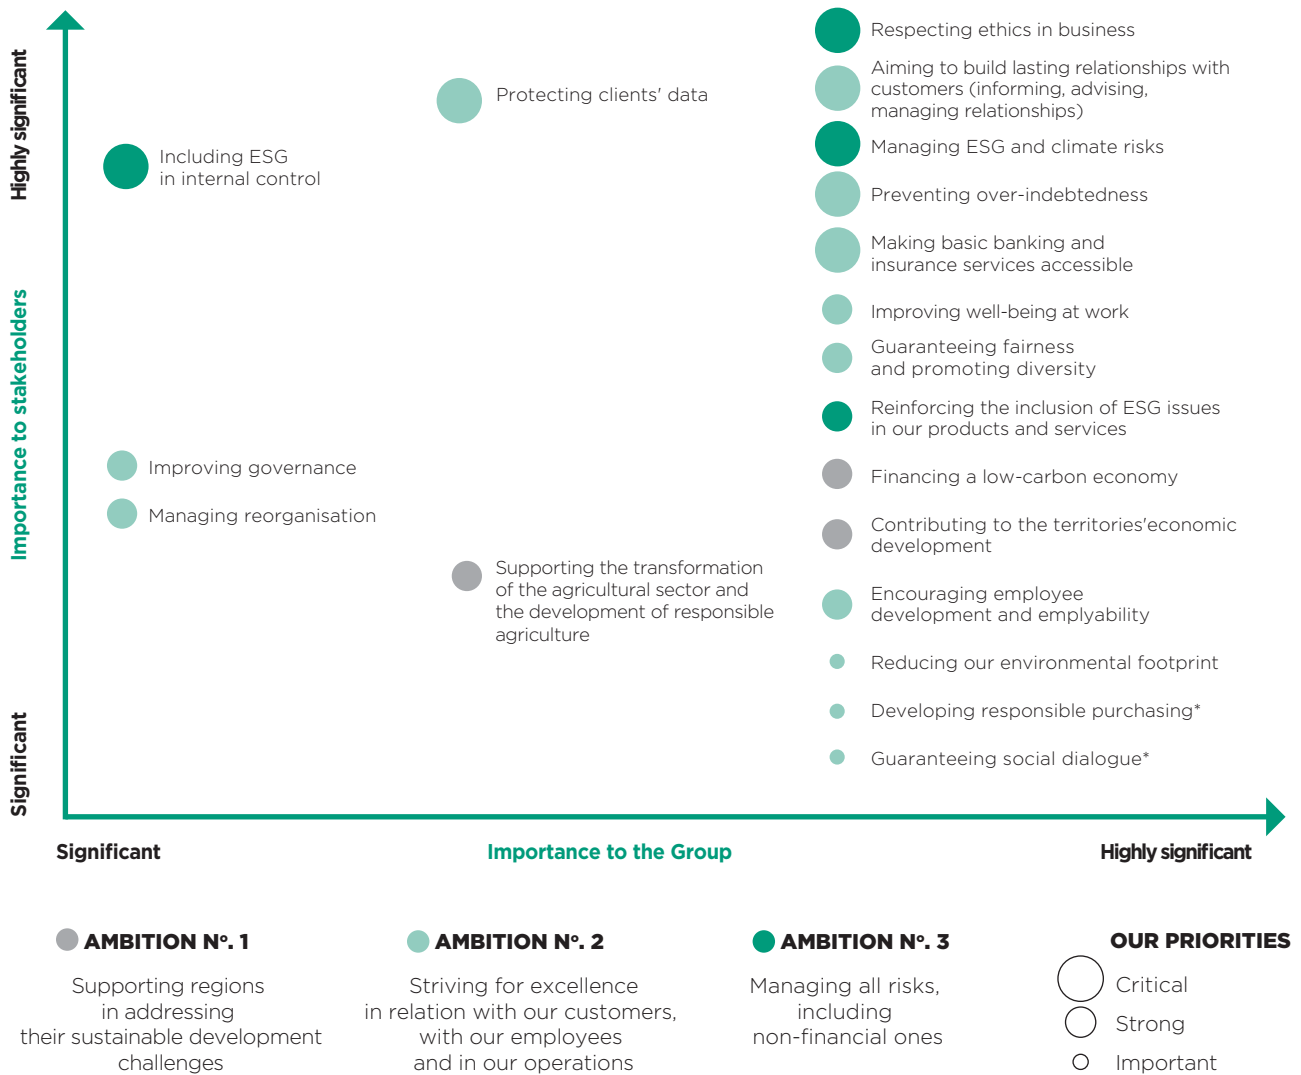 Highly significant
Importance to stakeholders
Significant
Respecting ethics in business
Aiming to build lasting relationships with
customers (informing, advising,
managing relationships)
Protecting clients' data
Managing ESG and climate risks
Including ESG
in internal control
Preventing over-indebtedness
Making basic banking and
insurance services accessible
Improving well-being at work
Guaranteeing fairness
and promoting diversity
Reinforcing the inclusion of ESG issues
in our products and services
Improving governance
Financing a low-carbon economy
Managing reorganisation
Contributing to the territories'economic
development
Supporting the transformation
of the agricultural sector and
the development of responsible
agriculture
Encouraging employee
development and emplyability
Reducing our environmental footprint
Developing responsible purchasing*
Guaranteeing social dialogue*
Significant
Importance to the Group
Highly significant
AMBITION Nº. 1
Supporting regions
in addressing
their sustainable development
challenges
AMBITION Nº. 2
Striving for excellence
in relation with our customers,
with our employees
and in our operations
AMBITION Nº. 3
Managing all risks,
including
non-financial ones
OUR PRIORITIES
Critical
Strong
Important